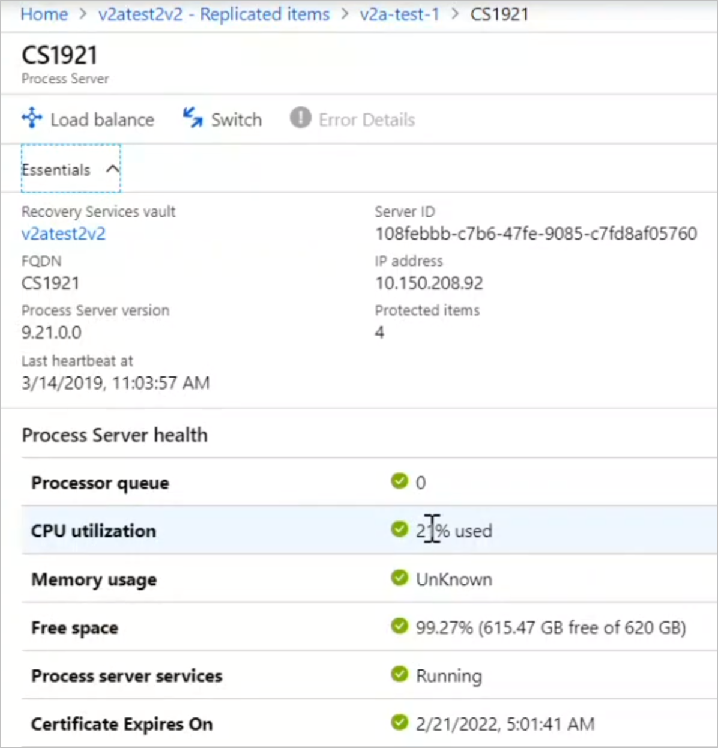 Home > v2atest2v2 - Replicated items > v2a-test-1 > CS1921
CS1921
Process Server
Load balance Switch Error Details
Essentials
Recovery Services vault Server ID
v2atest2v2 108febbb-c7b6-47fe-9085-c7fd8af05760
FQDN IP address
CS1921 10.150.208.92
Process Server version Protected items
9.21.0.0 4
Last heartbeat at
3/14/2019, 11:03:57 AM
Process Server health
Processor queue 0
CPU utilization used
Memory usage UnKnown
Free space 99.27% (615.47 GB free of 620 GB)
Process server services Running
Certificate Expires On 2/21/2022, 5:01:41 AM